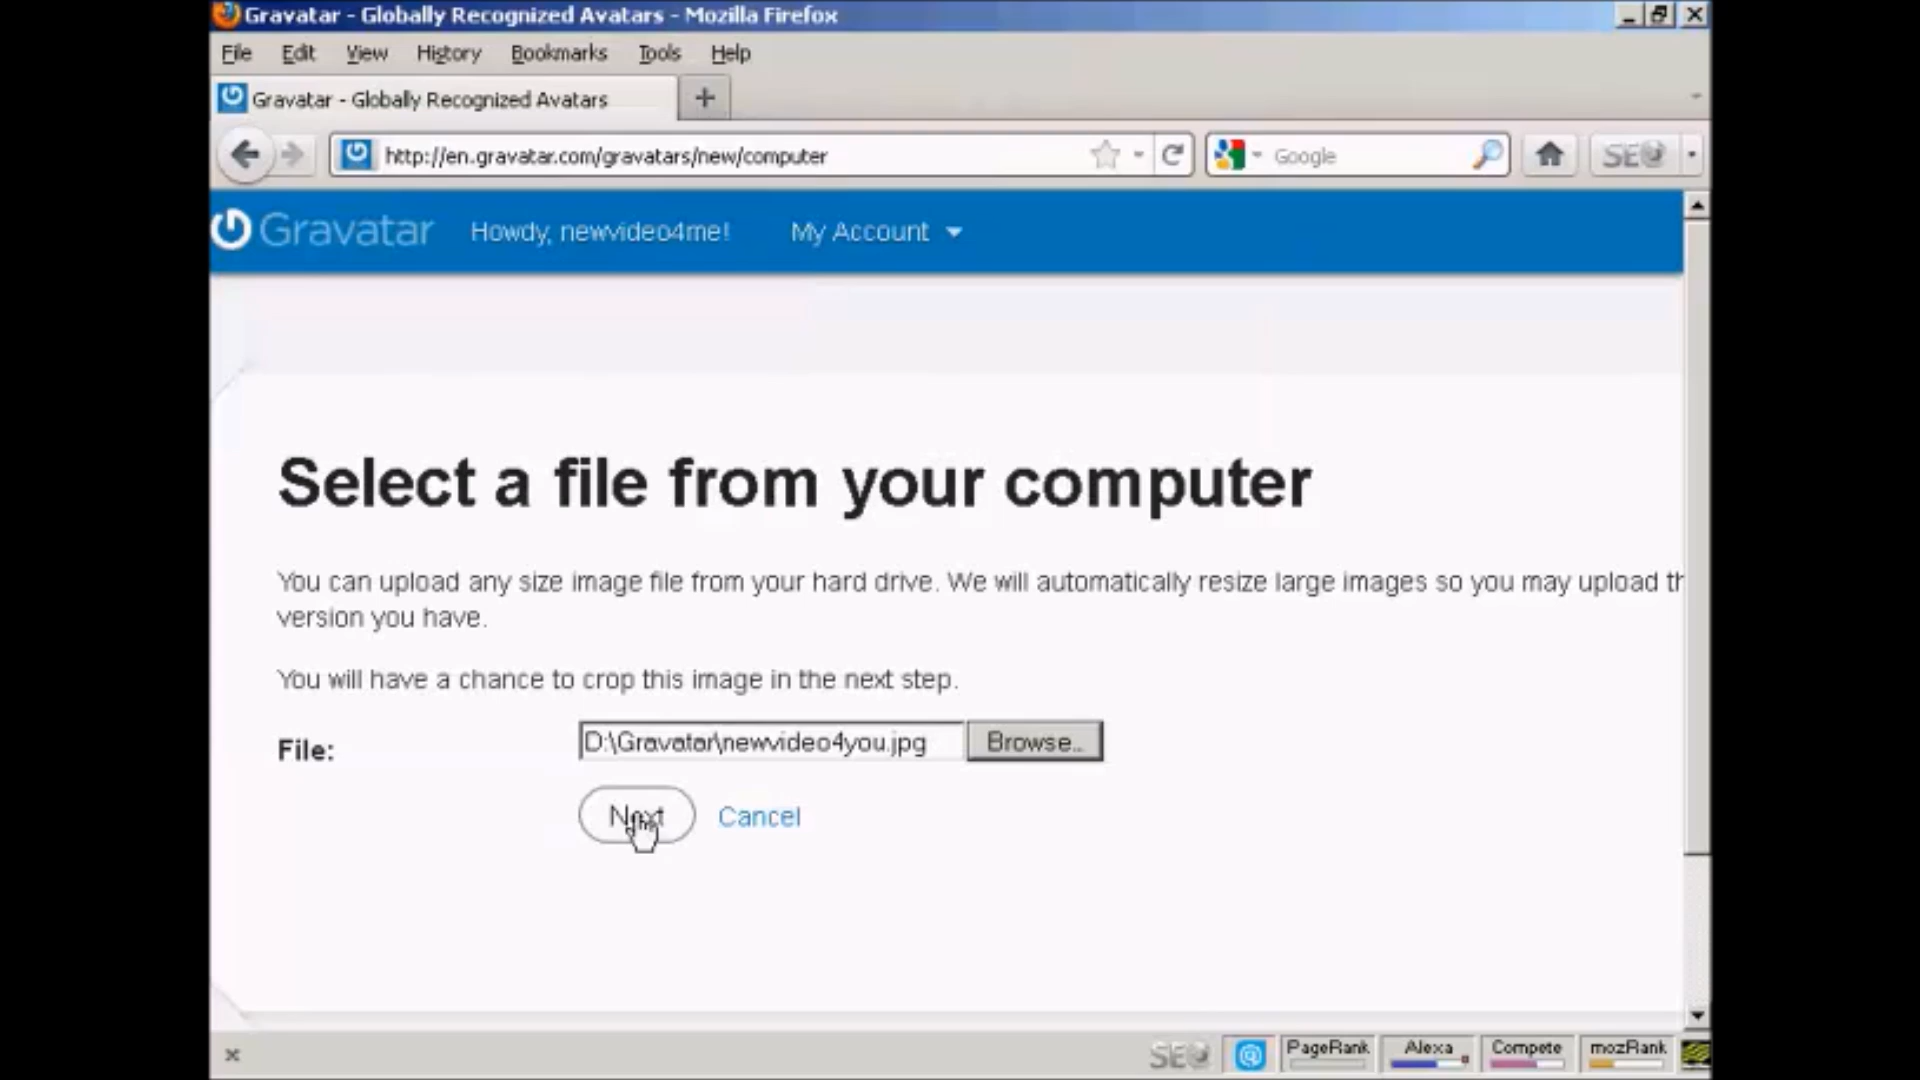 Gravatar - Globally Recognized Avatars - Mozilla Firefox
File Edit View History Bookmarks Tools Help
Gravatar - Globally Recognized Avatars
http://en.gravatar.com/gravatars/new/computer Google SEO
Gravatar Howdy, newvideo4me! My Account
Select a file from your computer
You can upload any size image file from your hard drive. We will automatically resize large images so you may upload th
version you have.
You will have a chance to crop this image in the next step.
File: D:\Gravatar\newvideo4you.jpg Browse...
Next Cancel
SEO PageRank Alexa Compete mozRank